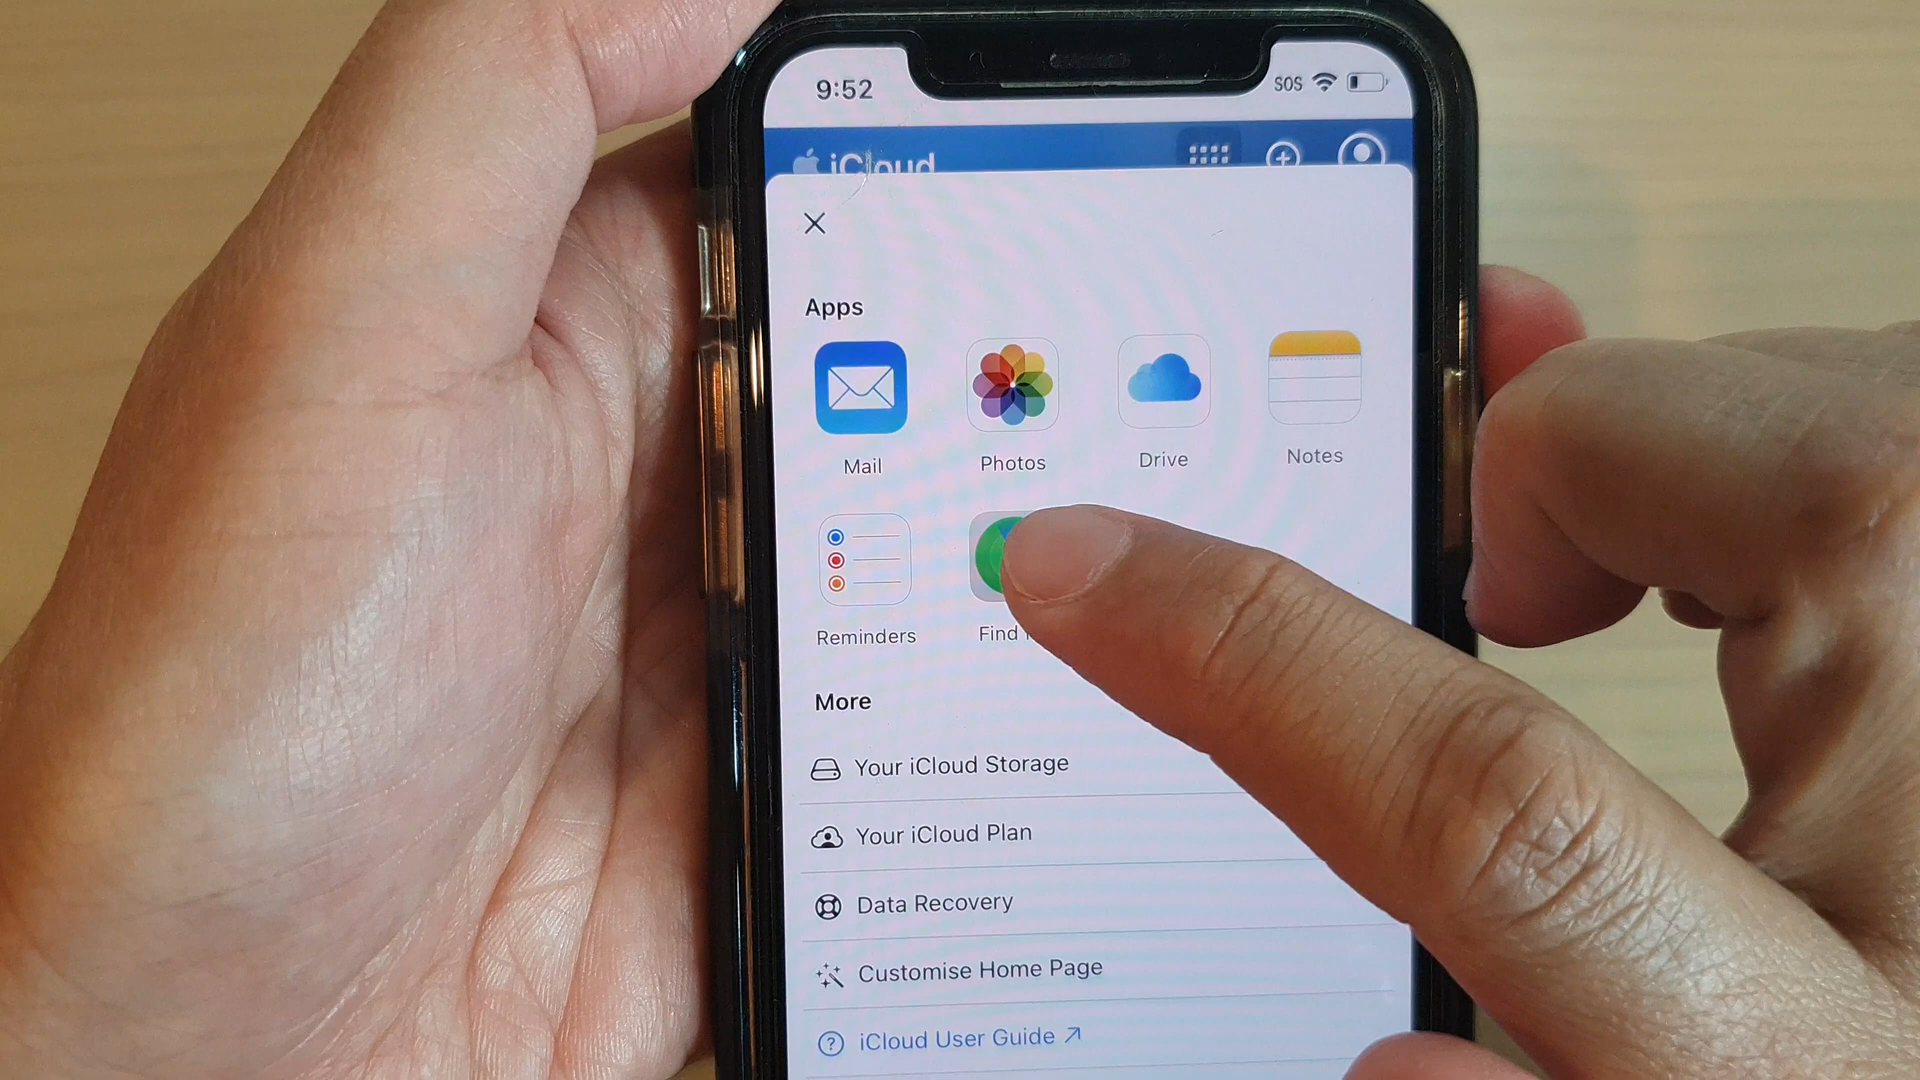 9:52 SOS
iCloud
Apps
Mail Photos Drive Notes
Reminders Find
More
Your iCloud Storage
Your iCloud Plan
Data Recovery
Customise Home Page
iCloud User Guide